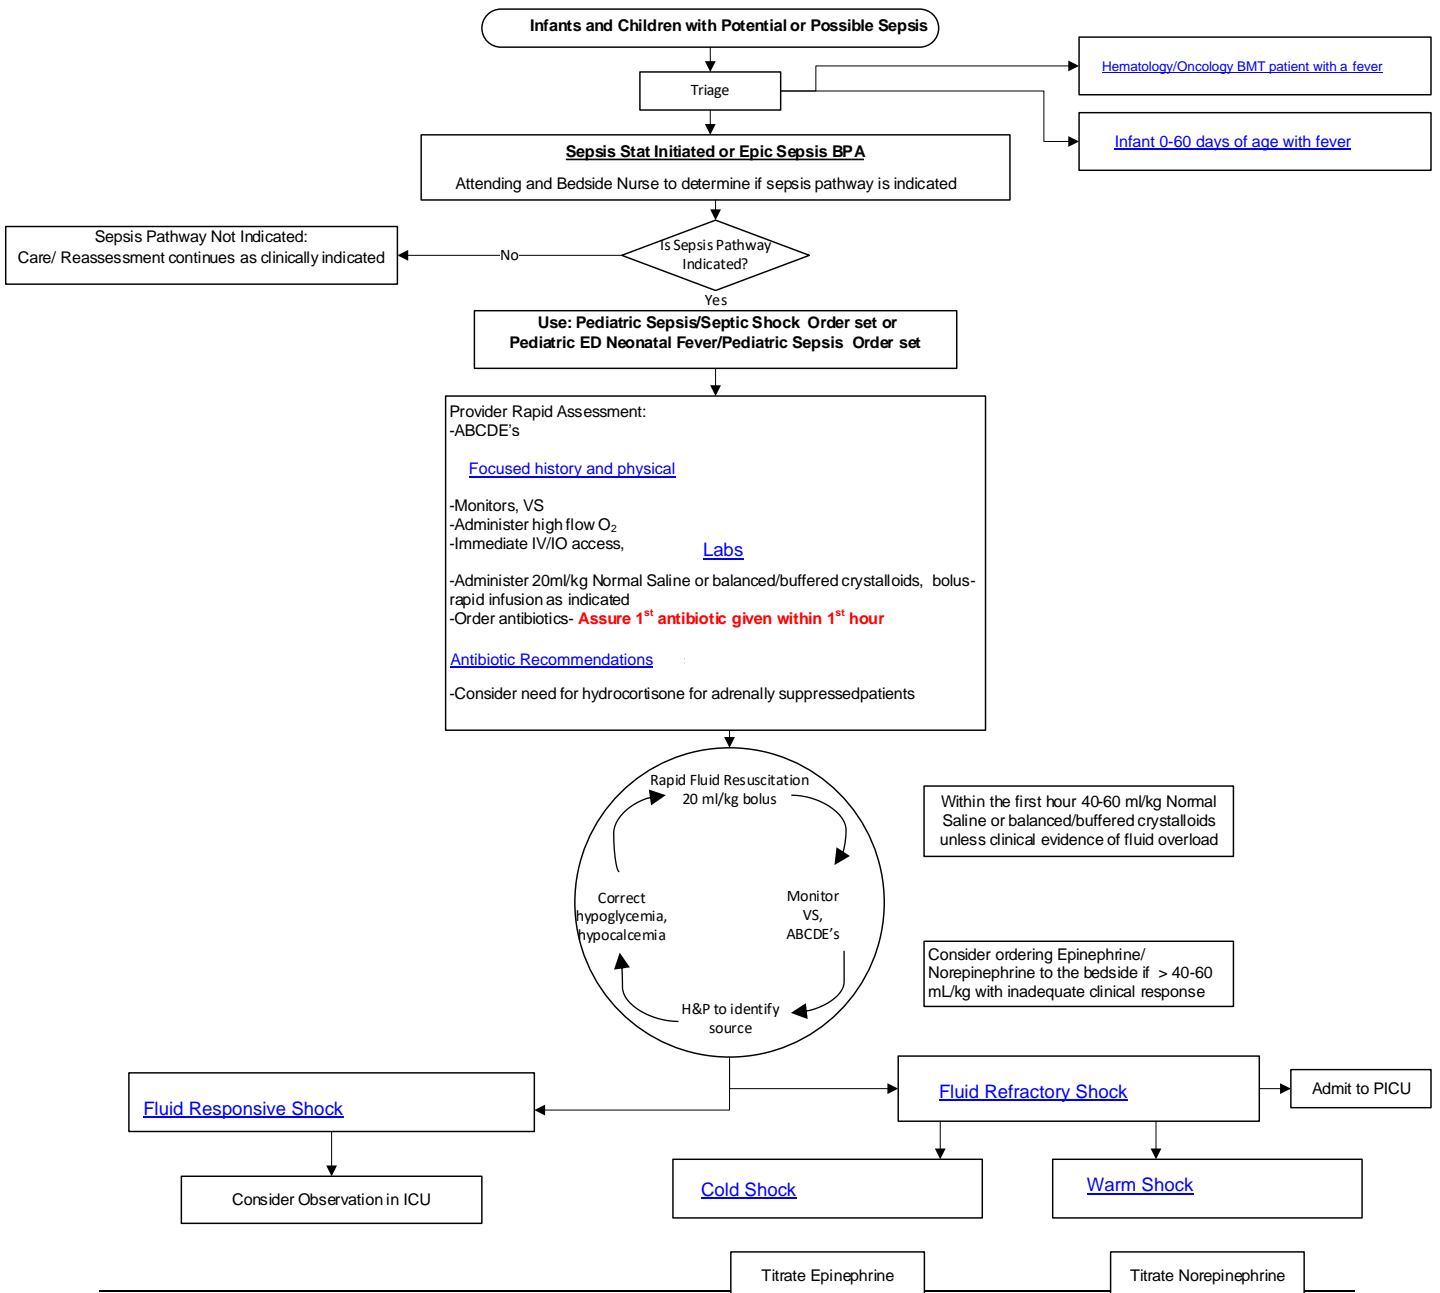 Infants and Children with Potential or Possible Sepsis
Triage
Hematology/Oncology BMT patient with a fever
Infant 0-60 days of age with fever
Sepsis Stat Initiated or Epic Sepsis BPA
Attending and Bedside Nurse to determine if sepsis pathway is indicated
Is Sepsis Pathway
Indicated?
No
Sepsis Pathway Not Indicated:
Care/ Reassessment continues as clinically indicated
Yes
Use: Pediatric Sepsis/Septic Shock Order set or
Pediatric ED Neonatal Fever/Pediatric Sepsis Order set
Provider Rapid Assessment:
-ABCDE's
Focused history and physical
-Monitors, VS
-Administer high flow O₂
-Immediate IV/IO access,
Labs
-Administer 20ml/kg Normal Saline or balanced/buffered crystalloids, bolus-
rapid infusion as indicated
-Order antibiotics- Assure 1st antibiotic given within 1st hour
Antibiotic Recommendations
-Consider need for hydrocortisone for adrenally suppressedpatients
Rapid Fluid Resuscitation
20 ml/kg bolus
Monitor
VS,
ABCDE's
H&P to identify
source
Correct
hypoglycemia,
hypocalcemia
Within the first hour 40-60 ml/kg Normal
Saline or balanced/buffered crystalloids
unless clinical evidence of fluid overload
Consider ordering Epinephrine/
Norepinephrine to the bedside if > 40-60
mL/kg with inadequate clinical response
Fluid Responsive Shock
Fluid Refractory Shock
Admit to PICU
Consider Observation in ICU
Cold Shock
Warm Shock
Titrate Epinephrine
Titrate Norepinephrine